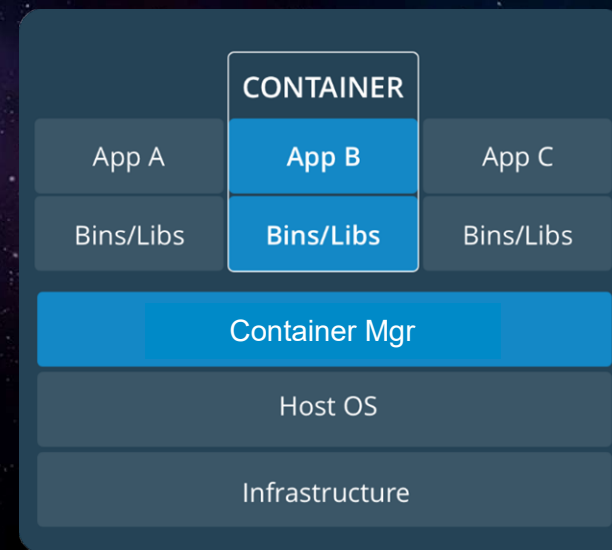 CONTAINER
App A App B App C
Bins/Libs Bins/Libs Bins/Libs
Container Mgr
Host OS
Infrastructure